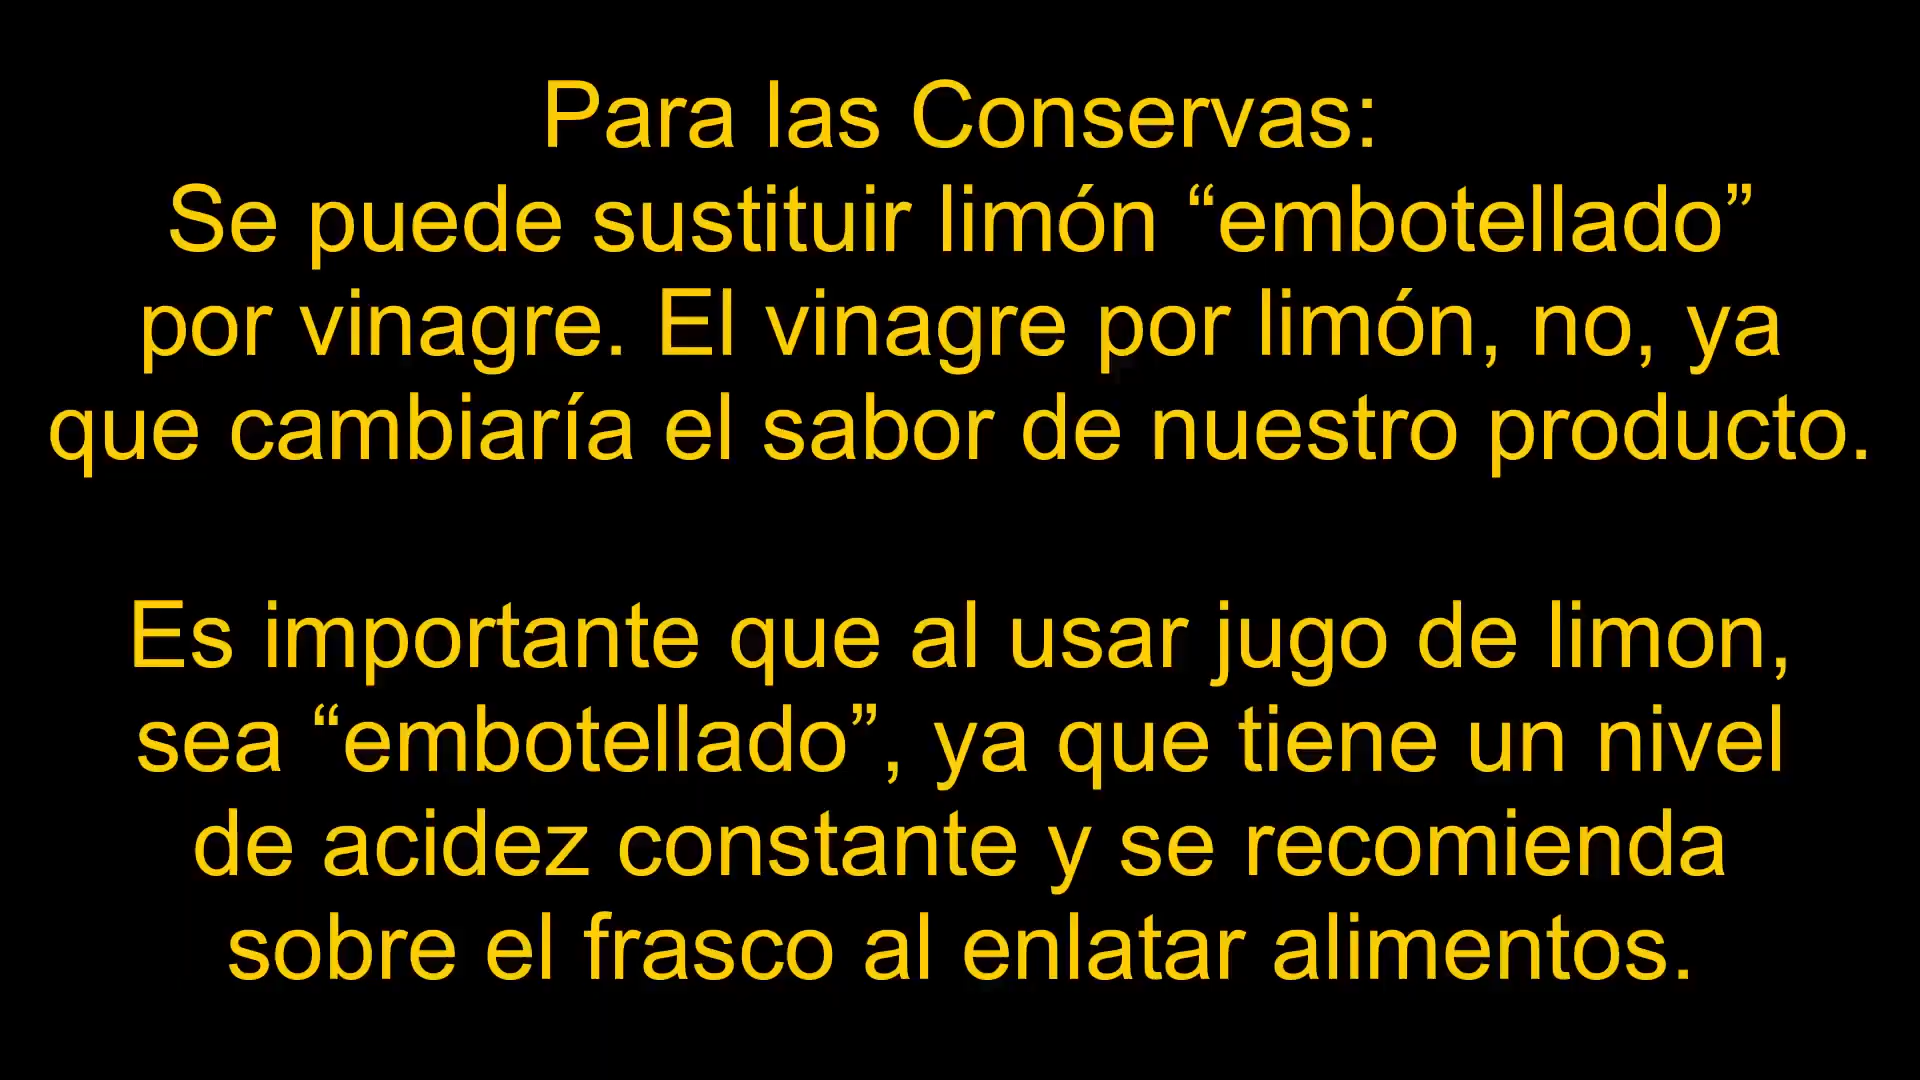 Para las Conservas:
Se puede sustituir limón “embotellado”
por vinagre. El vinagre por limón, no, ya
que cambiaría el sabor de nuestro producto.
Es importante que al usar jugo de limon,
sea “embotellado”, ya que tiene un nivel
de acidez constante y se recomienda
sobre el frasco al enlatar alimentos.